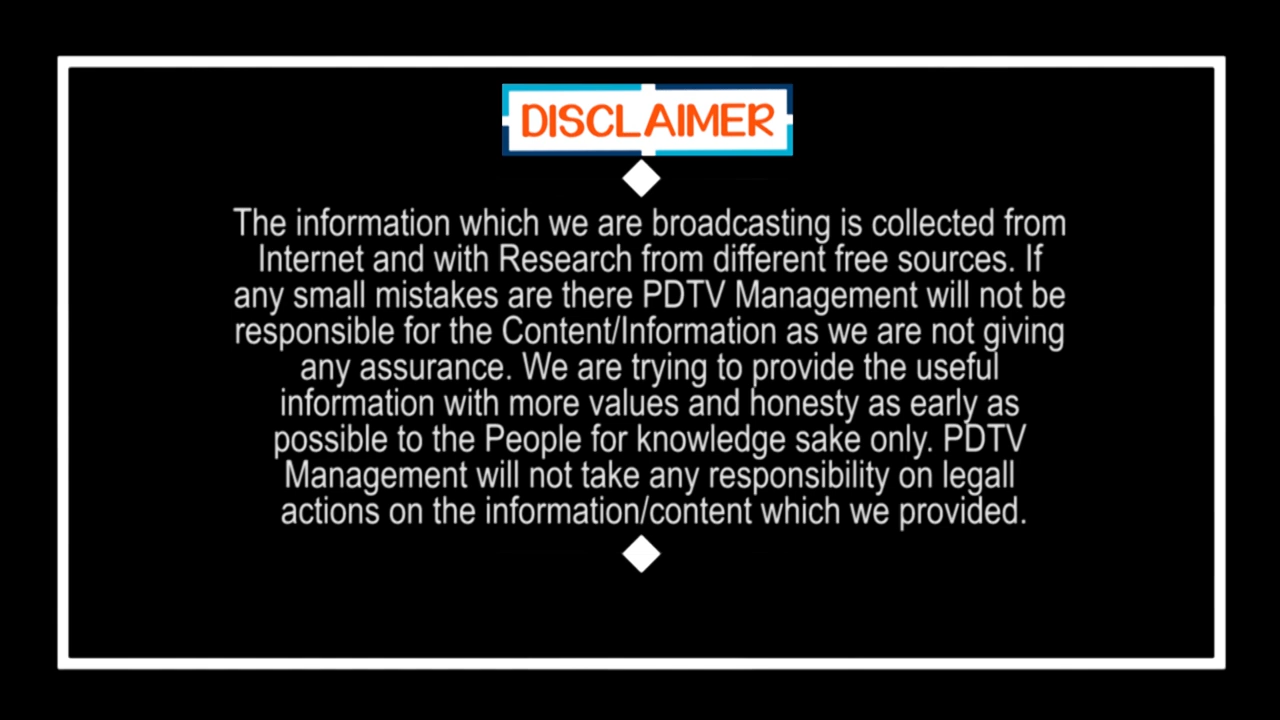 DISCLAIMER
The information which we are broadcasting is collected from
Internet and with Research from different free sources. If
any small mistakes are there PDTV Management will not be
responsible for the Content/Information as we are not giving
any assurance. We are trying to provide the useful
information with more values and honesty as early as
possible to the People for knowledge sake only. PDTV
Management will not take any responsibility on legall
actions on the information/content which we provided.